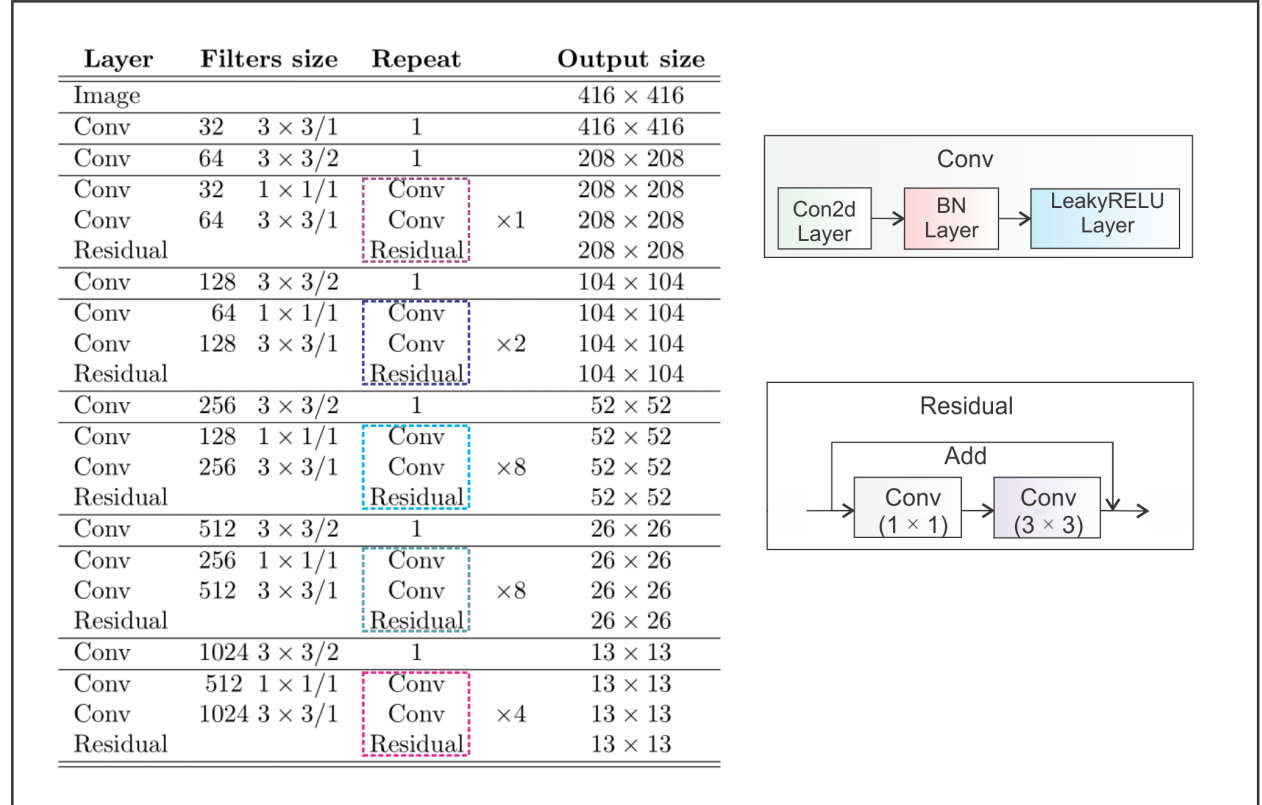 Layer Filters size Repeat Output size
Image 416 × 416
Conv 32 3 × 3/1 1 416 × 416
Conv 64 3 × 3/2 1 208 × 208
Conv 32 1 × 1/1 Conv 208 × 208
Conv 64 3 × 3/1 Conv ×1 208 × 208
Residual Residual 208 × 208
Conv 128 3 × 3/2 1 104 × 104
Conv 64 1 × 1/1 Conv 104 × 104
Conv 128 3 × 3/1 Conv ×2 104 × 104
Residual Residual 104 × 104
Conv 256 3 × 3/2 1 52 × 52
Conv 128 1 × 1/1 Conv 52 × 52
Conv 256 3 × 3/1 Conv ×8 52 × 52
Residual Residual 52 × 52
Conv 512 3 × 3/2 1 26 × 26
Conv 256 1 × 1/1 Conv 26 × 26
Conv 512 3 × 3/1 Conv ×8 26 × 26
Residual Residual 26 × 26
Conv 1024 3 × 3/2 1 13 × 13
Conv 512 1 × 1/1 Conv 13 × 13
Conv 1024 3 × 3/1 Conv ×4 13 × 13
Residual Residual 13 × 13
Conv
Con2d
Layer
BN
Layer
LeakyRELU
Layer
Residual
Add
Conv
(1 × 1)
Conv
(3 × 3)